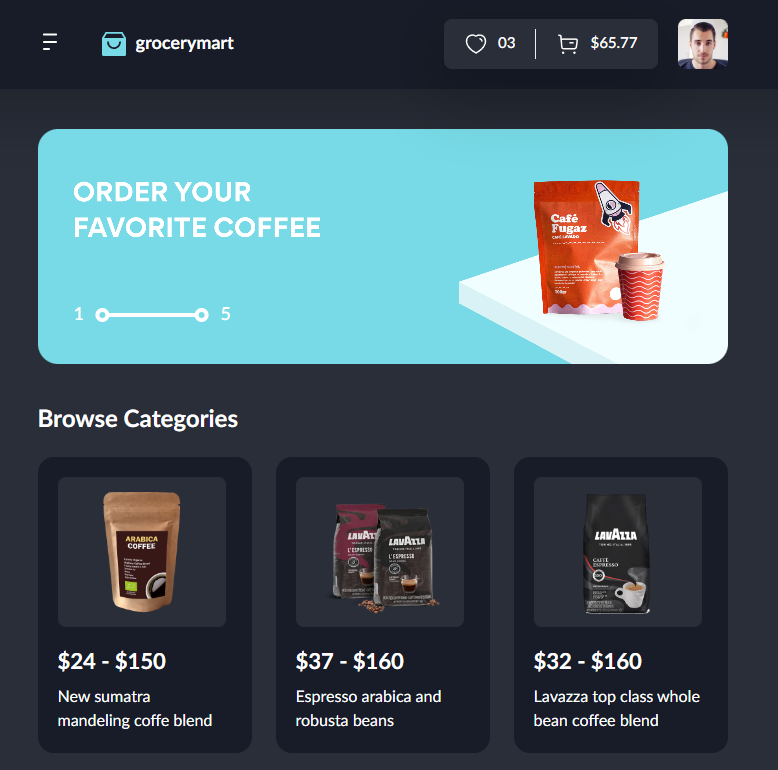 grocerymart
03
$65.77
ORDER YOUR
FAVORITE COFFEE
Café
Fugaz
CAFÉ LAVADO
1
5
Browse Categories
ARABICA
COFFEE
LAVAZZA
L'ESPRESSO
LAVAZZA
L'ESPRESSO
LAVAZZA
CAFFÈ
ESPRESSO
$24 - $150
New sumatra
mandeling coffe blend
$37 - $160
Espresso arabica and
robusta beans
$32 - $160
Lavazza top class whole
bean coffee blend